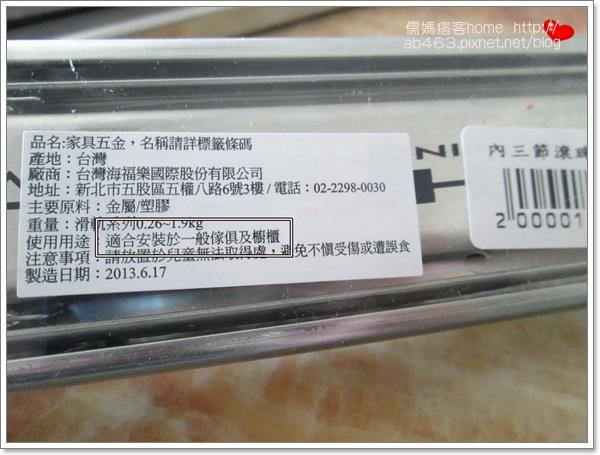 儒媽痞客home http://
ab463.pixnet.net/blog
品名:家具五金，名稱請詳標籤條碼
產地：台灣
廠商：台灣海福樂國際股份有限公司
地址：新北市五股區五權八路6號3樓 / 電話：02-2298-0030
主要原料：金屬/塑膠
重量：滑軌系列0.26~1.9kg
使用用途：適合安裝於一般傢俱及櫥櫃
注意事項：請放置於兒童無法取得處，避免不慎受傷或遭誤食
製造日期：2013.6.17
內三節滾珠
200001